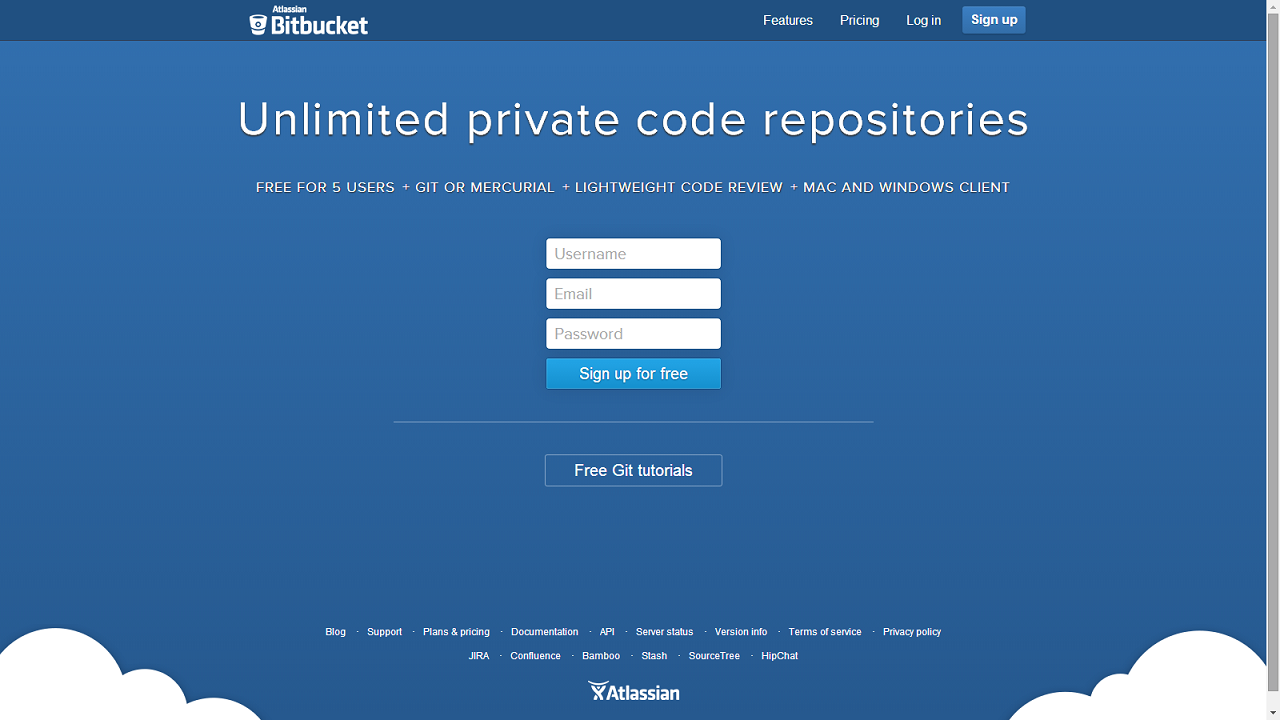 Atlassian
Bitbucket
Features Pricing Log in Sign up
Unlimited private code repositories
FREE FOR 5 USERS + GIT OR MERCURIAL + LIGHTWEIGHT CODE REVIEW + MAC AND WINDOWS CLIENT
Username
Email
Password
Sign up for free
Free Git tutorials
Blog · Support · Plans & pricing · Documentation · API · Server status · Version info · Terms of service · Privacy policy
JIRA · Confluence · Bamboo · Stash · SourceTree · HipChat
Atlassian